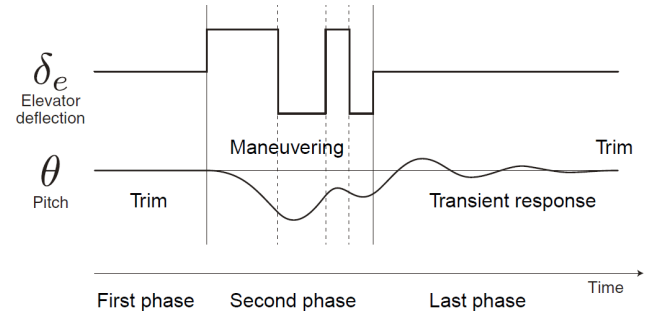 δe
Elevator
deflection
Maneuvering
Trim
θ
Pitch
Trim
Transient response
Time
First phase
Second phase
Last phase